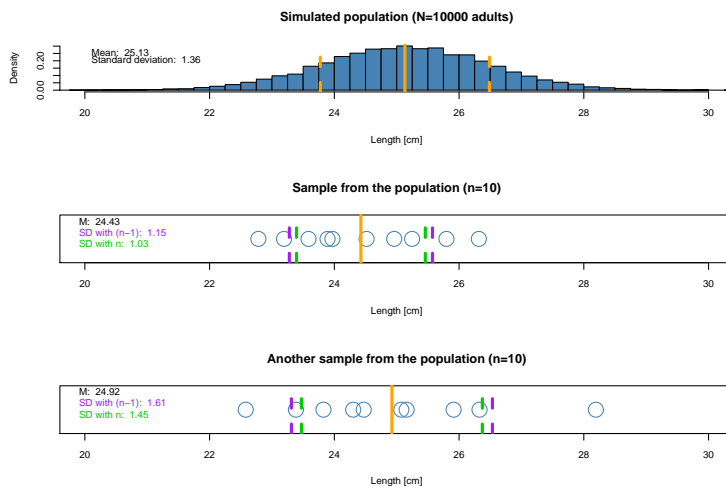 Simulated population (N=10000 adults)
Mean: 25.13
Standard deviation: 1.36
Density
0.00 0.20
20 22 24 26 28 30
Length [cm]
Sample from the population (n=10)
M: 24.43
SD with (n−1): 1.15
SD with n: 1.03
20 22 24 26 28 30
Length [cm]
Another sample from the population (n=10)
M: 24.92
SD with (n−1): 1.61
SD with n: 1.45
20 22 24 26 28 30
Length [cm]